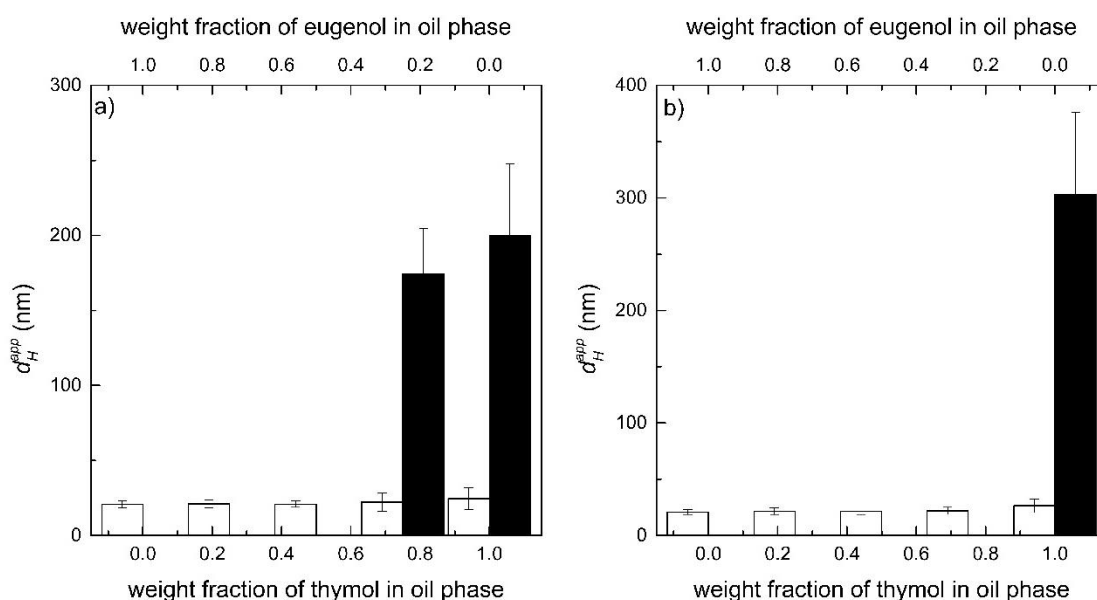 weight fraction of eugenol in oil phase
1.0 0.8 0.6 0.4 0.2 0.0
a)
300
200
100
0
d_H^app (nm)
0.0 0.2 0.4 0.6 0.8 1.0
weight fraction of thymol in oil phase
weight fraction of eugenol in oil phase
1.0 0.8 0.6 0.4 0.2 0.0
b)
400
300
200
100
0
d_H^app (nm)
0.0 0.2 0.4 0.6 0.8 1.0
weight fraction of thymol in oil phase